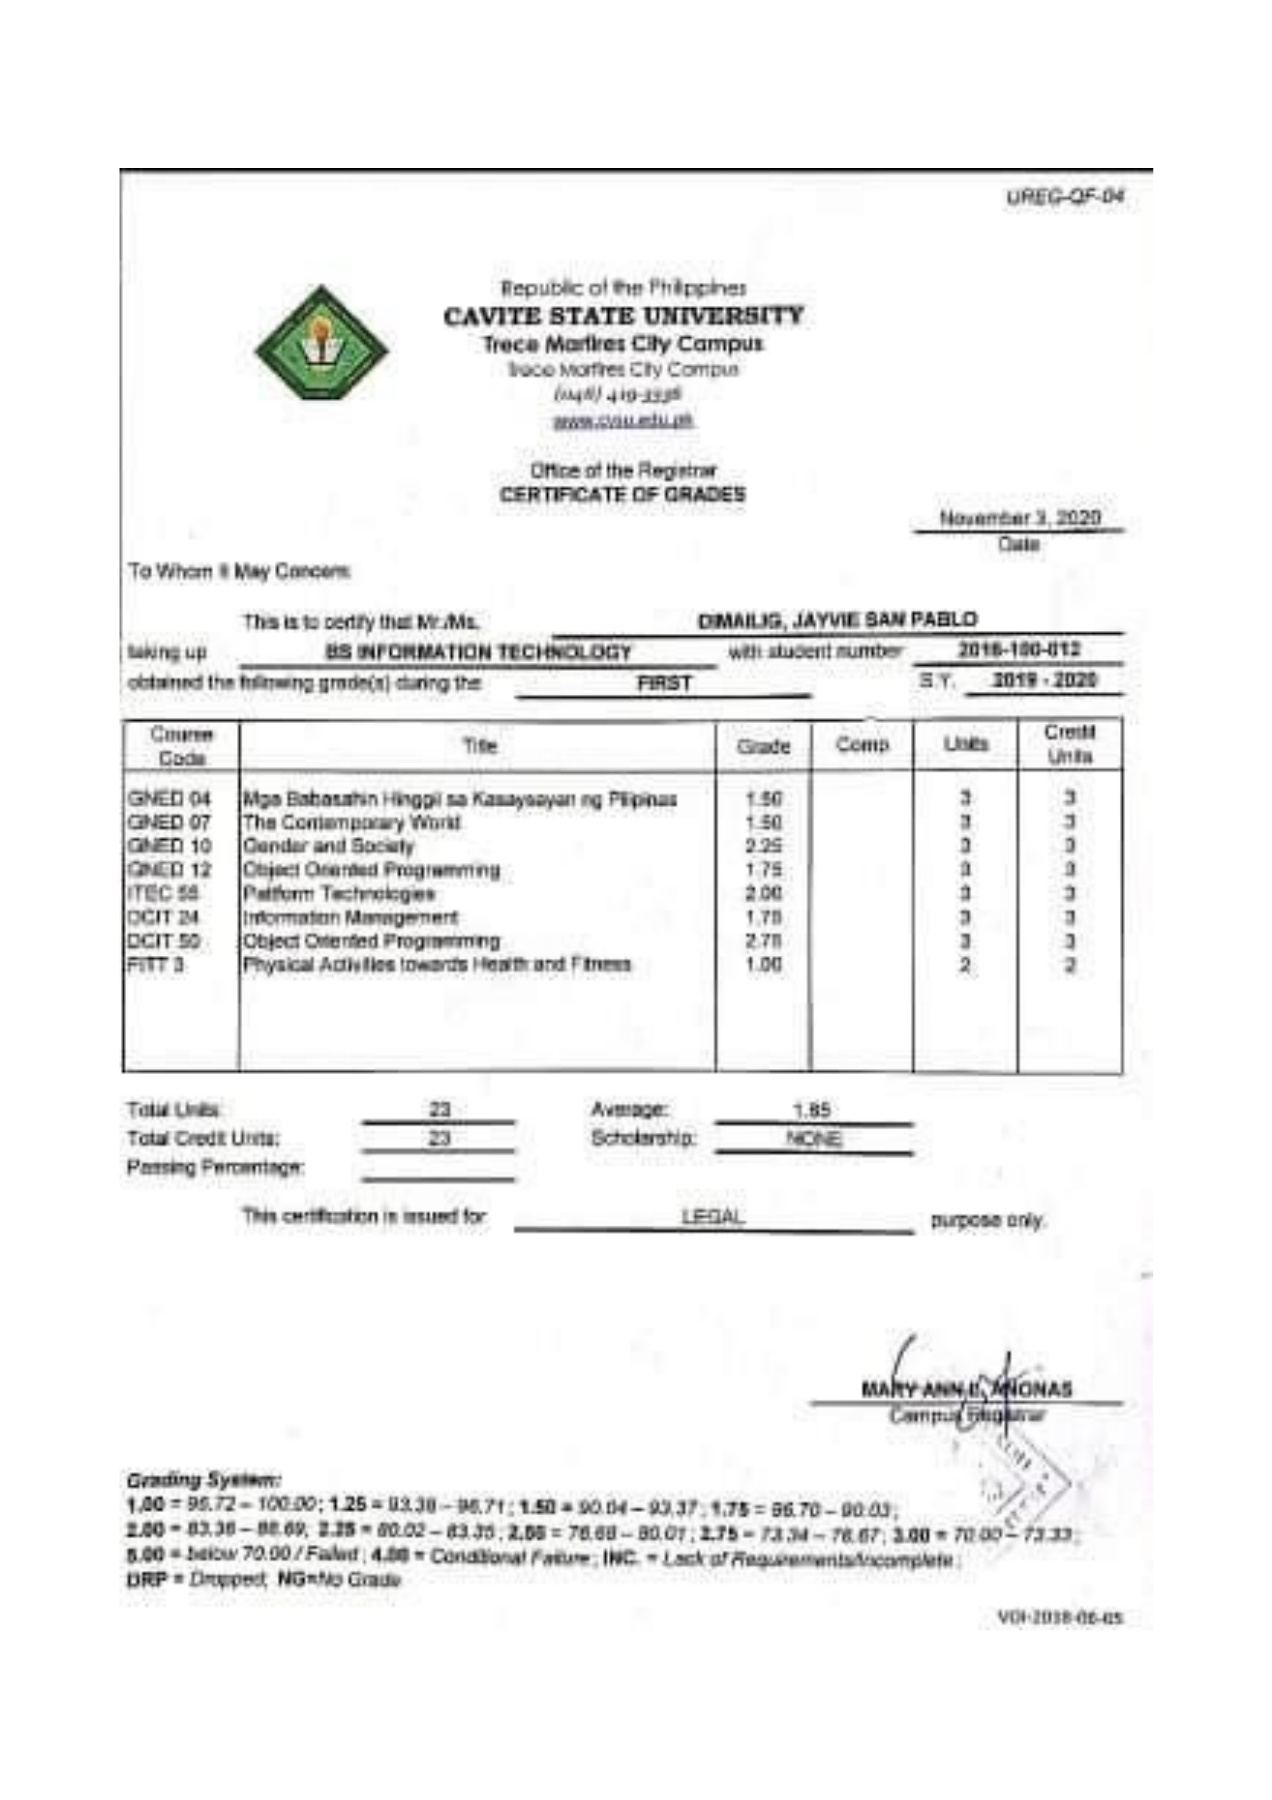 UREG-QF-04
Republic of the Philippines
CAVITE STATE UNIVERSITY
Trece Martires City Campus
Trece Martires City Campus
(046) 419-3336
www.cvsu.edu.ph
Office of the Registrar
CERTIFICATE OF GRADES
November 3, 2020
Date
To Whom It May Concern:
This is to certify that Mr./Ms. DIMAILIG, JAYVIE SAN PABLO
taking up BS INFORMATION TECHNOLOGY with student number
obtained the following grade(s) during the FIRST S.Y. 2019 - 2020
Course Code Title Grade Comp Units Credit Units
GNED 04 Mga Babasahin Hinggil sa Kasaysayan ng Pilipinas 1.50 3 3
GNED 07 The Contemporary World 1.50 3 3
GNED 10 Gender and Society 2.25 3 3
GNED 12 Object Oriented Programming 1.75 3 3
ITEC 55 Paltform Technologies 2.00 3 3
DCIT 24 Information Management 1.75 3 3
DCIT 50 Object Oriented Programming 2.75 3 3
FITT 3 Physical Activities towards Health and Fitness 1.00 2 2
Total Units: 23 Average: 1.85
Total Credit Units: 23 Scholarship: NONE
Passing Percentage:
This certification is issued for LEGAL purpose only.
MARY ANN ANONAS
Campus Registrar
Grading System:
1.00 = 96.72 – 100.00; 1.25 = 93.38 – 96.71; 1.50 = 90.04 – 93.37; 1.75 = 86.70 – 90.03;
2.00 = 83.36 – 86.69; 2.25 = 80.02 – 83.35; 2.50 = 76.68 – 80.01; 2.75 = 73.34 – 76.67; 3.00 = 70.00 – 73.33;
5.00 = below 70.00 / Failed; 4.00 = Conditional Failure; INC. = Lack of Requirements/Incomplete;
DRP = Dropped; NG=No Grade
V01-2018-06-05